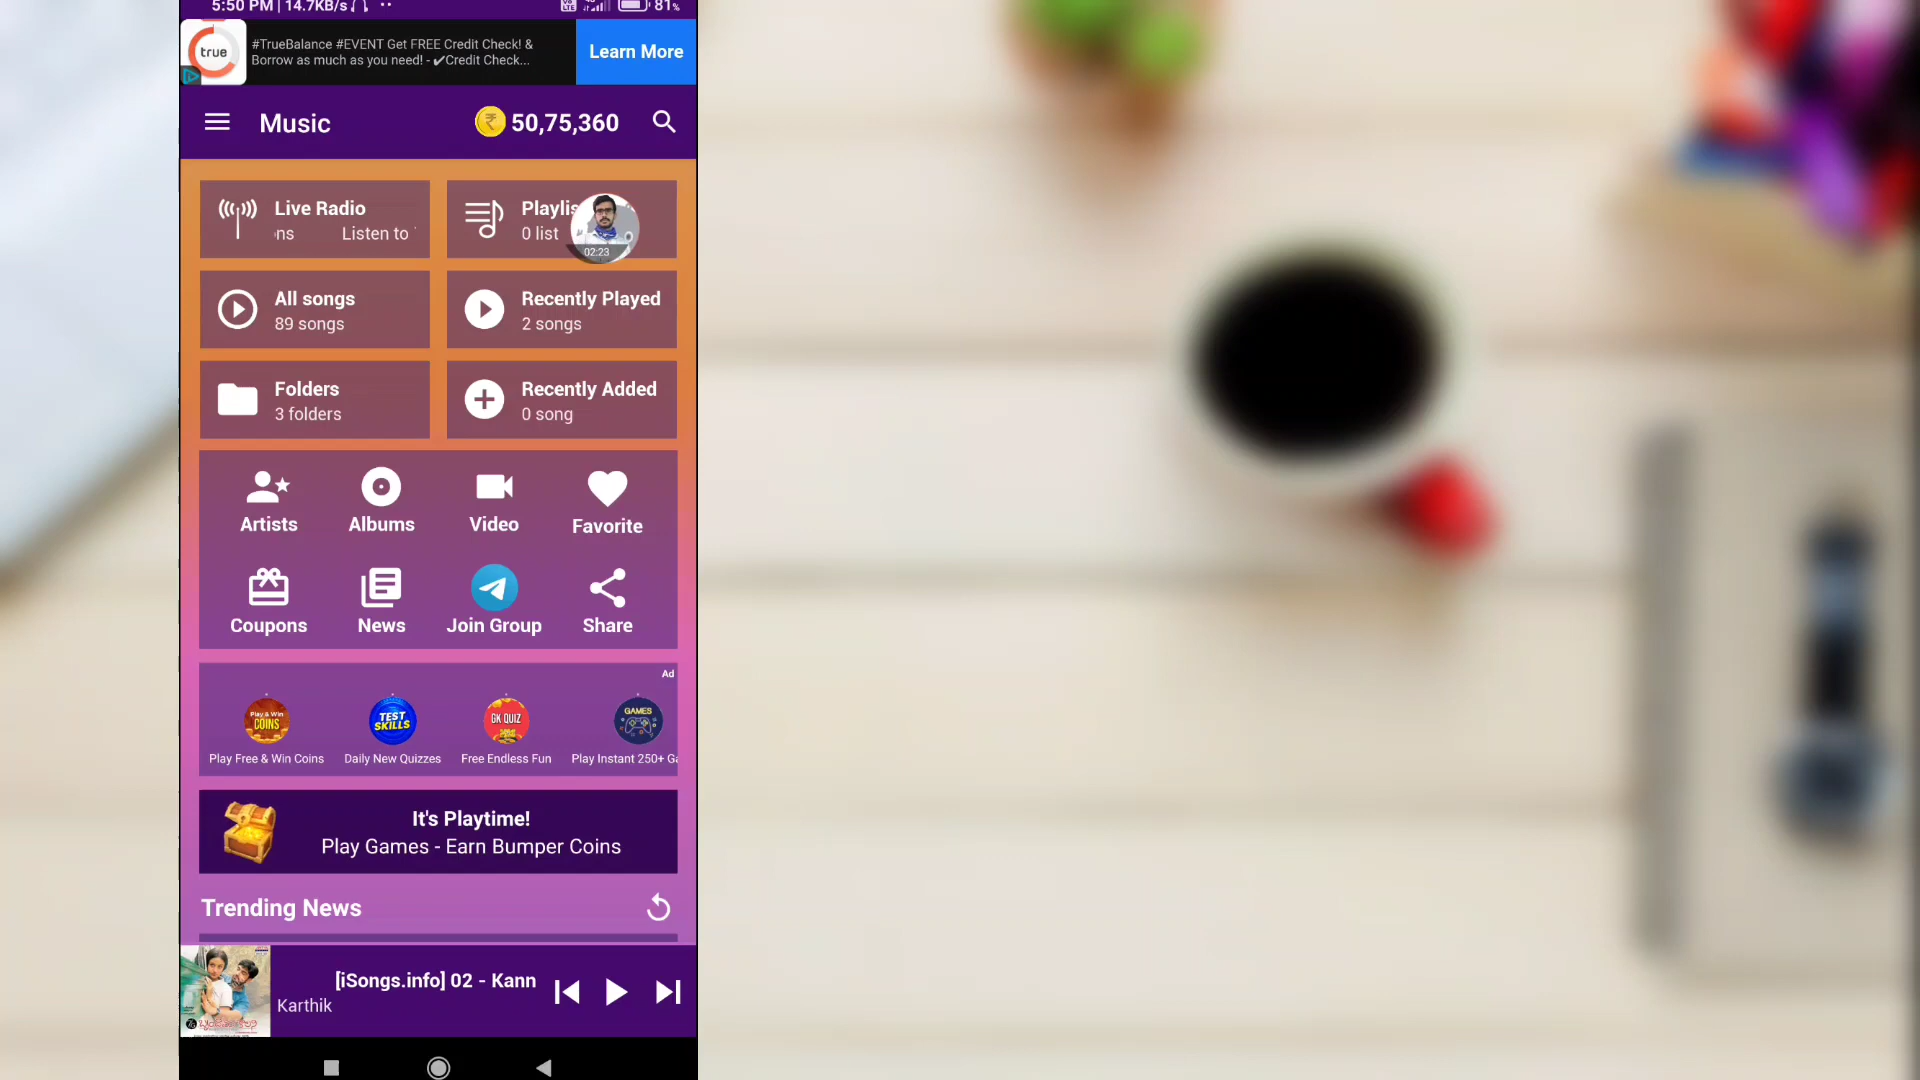 5:50 PM | 14.7KB/s
81%
true
#TrueBalance #EVENT Get FREE Credit Check! &
Borrow as much as you need! - ✔Credit Check...
Learn More
Music
₹ 50,75,360
Live Radio
Listen to
Playlis
0 list
02:23
All songs
89 songs
Recently Played
2 songs
Folders
3 folders
Recently Added
0 song
Artists
Albums
Video
Favorite
Coupons
News
Join Group
Share
Ad
Play & Win
COINS
TEST
SKILLS
GK QUIZ
GAMES
Play Free & Win Coins
Daily New Quizzes
Free Endless Fun
Play Instant 250+ Ga
It's Playtime!
Play Games - Earn Bumper Coins
Trending News
[iSongs.info] 02 - Kann
Karthik